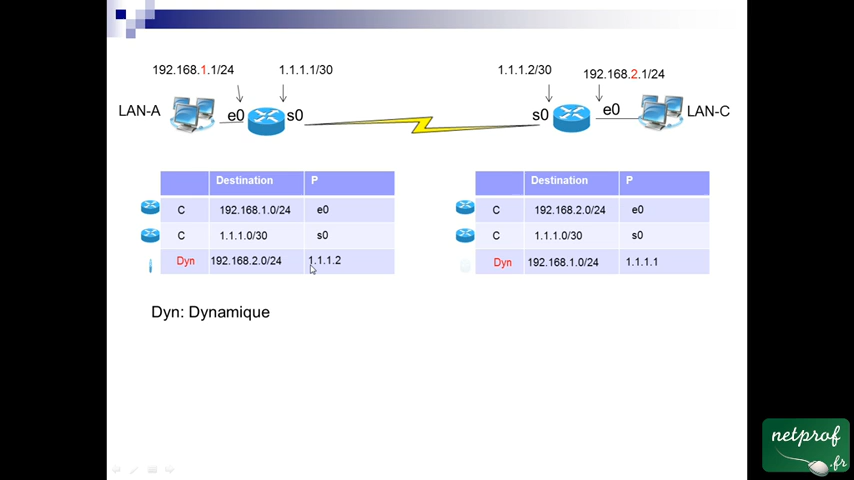 192.168.1.1/24 1.1.1.1/30 1.1.1.2/30 192.168.2.1/24
LAN-A e0 s0 s0 e0 LAN-C
Destination P
C 192.168.1.0/24 e0
C 1.1.1.0/30 s0
Dyn 192.168.2.0/24 1.1.1.2
Destination P
C 192.168.2.0/24 e0
C 1.1.1.0/30 s0
Dyn 192.168.1.0/24 1.1.1.1
Dyn: Dynamique
netprof
.fr